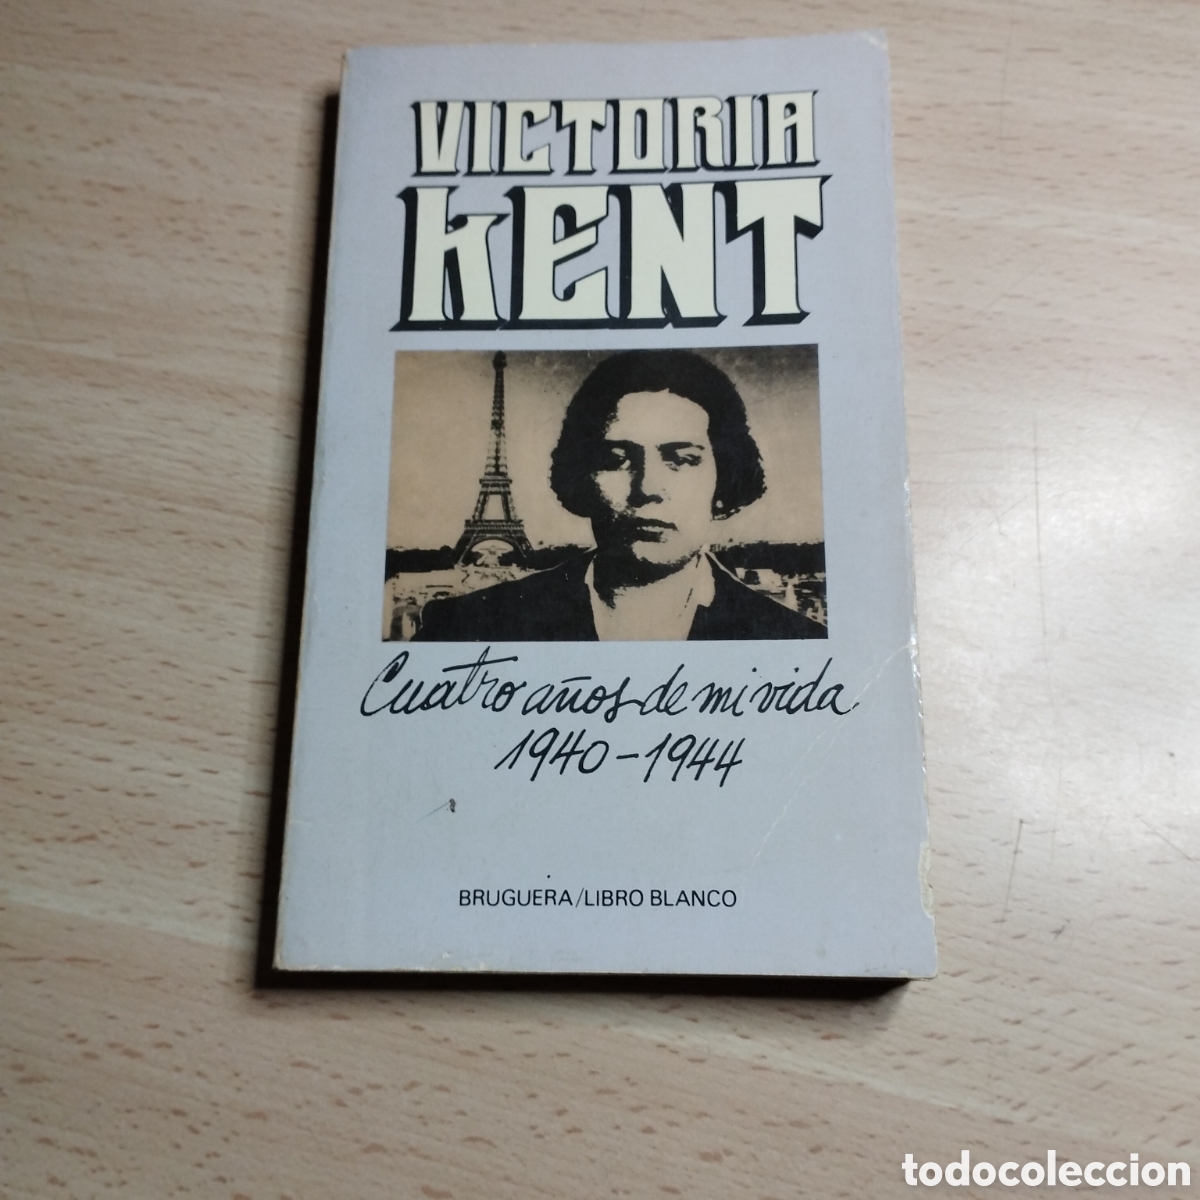 VICTORIA
KENT
Cuatro años de mi vida
1940-1944
BRUGUERA/LIBRO BLANCO
todocoleccion